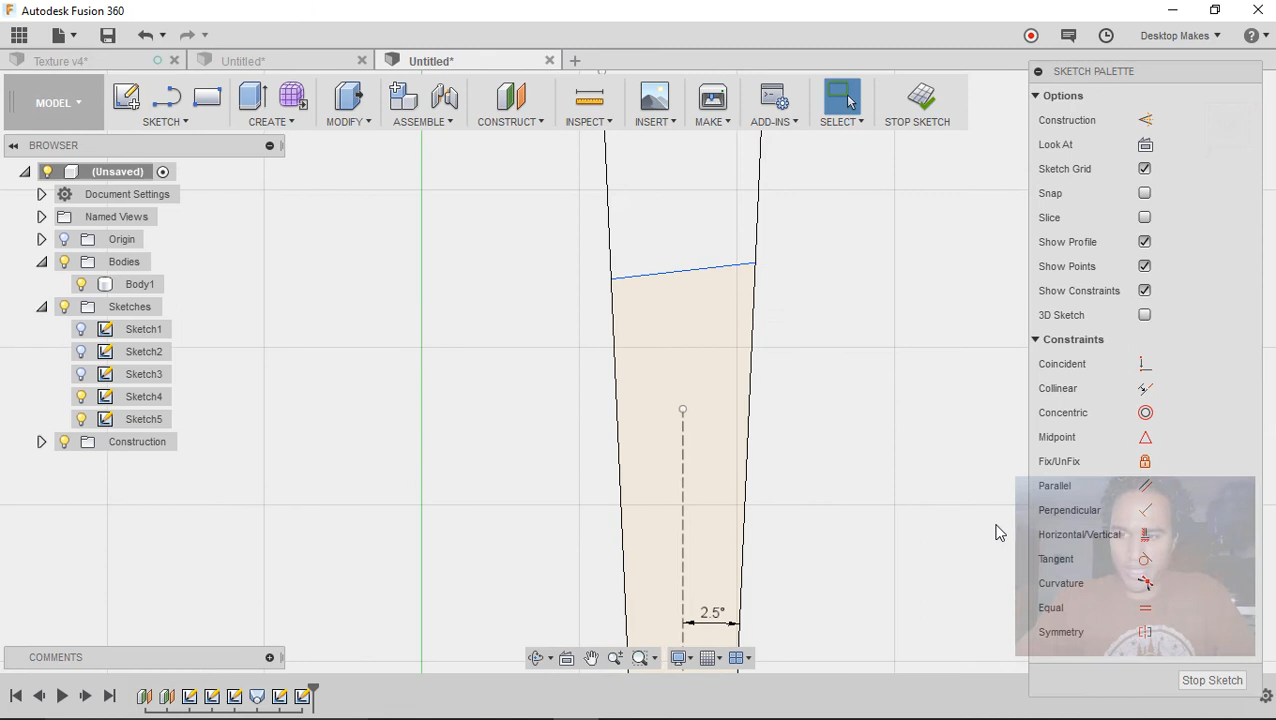 Autodesk Fusion 360
Desktop Makes
Texture v4*
Untitled*
Untitled*
MODEL
SKETCH
CREATE
MODIFY
ASSEMBLE
CONSTRUCT
INSPECT
INSERT
MAKE
ADD-INS
SELECT
STOP SKETCH
BROWSER
(Unsaved)
Document Settings
Named Views
Origin
Bodies
Body1
Sketches
Sketch1
Sketch2
Sketch3
Sketch4
Sketch5
Construction
2.5°
SKETCH PALETTE
Options
Construction
Look At
Sketch Grid
Snap
Slice
Show Profile
Show Points
Show Constraints
3D Sketch
Constraints
Coincident
Collinear
Concentric
Midpoint
Fix/UnFix
Parallel
Perpendicular
Horizontal/Vertical
Tangent
Curvature
Equal
Symmetry
Stop Sketch
COMMENTS